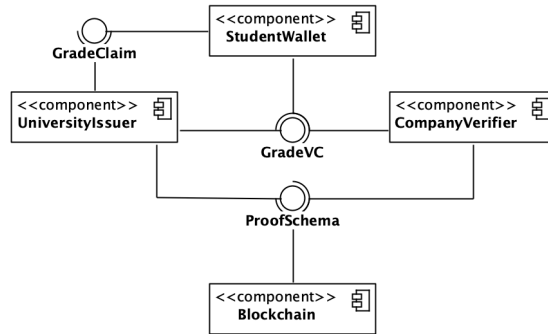 <<component>>
StudentWallet
GradeClaim
<<component>>
UniversityIssuer
<<component>>
CompanyVerifier
GradeVC
ProofSchema
<<component>>
Blockchain